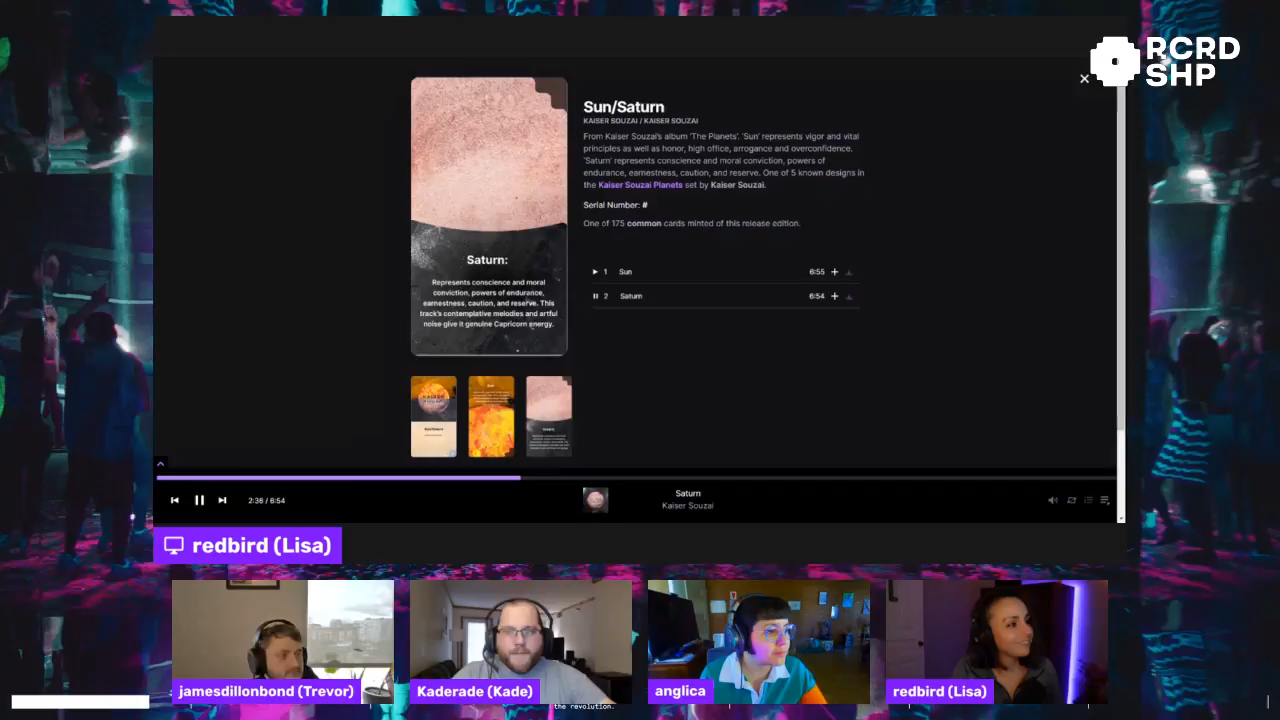 RCRD
SHP
Sun/Saturn
KAISER SOUZAI / KAISER SOUZAI
From Kaiser Souzai's album 'The Planets'. 'Sun' represents vigor and vital
principles as well as honor, high office, arrogance and overconfidence.
'Saturn' represents conscience and moral conviction, powers of
endurance, earnestness, caution, and reserve. One of 5 known designs in
the Kaiser Souzai Planets set by Kaiser Souzai.
Serial Number: #
One of 175 common cards minted of this release edition.
Saturn:
Represents conscience and moral
conviction, powers of endurance,
earnestness, caution, and reserve. This
track's contemplative melodies and artful
noise give it genuine Capricorn energy.
1 Sun 6:55
2 Saturn 6:54
2:36 / 6:54
Saturn
Kaiser Souzai
redbird (Lisa)
jamesdillonbond (Trevor)
Kaderade (Kade)
anglica
redbird (Lisa)
the revolution.